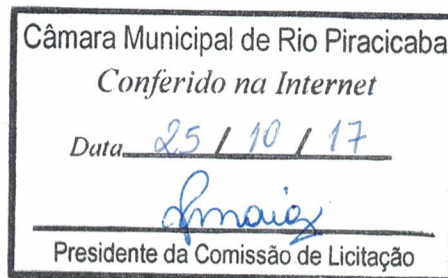 Câmara Municipal de Rio Piracicaba
Conferido na Internet
Data 25 / 10 / 17
Presidente da Comissão de Licitação